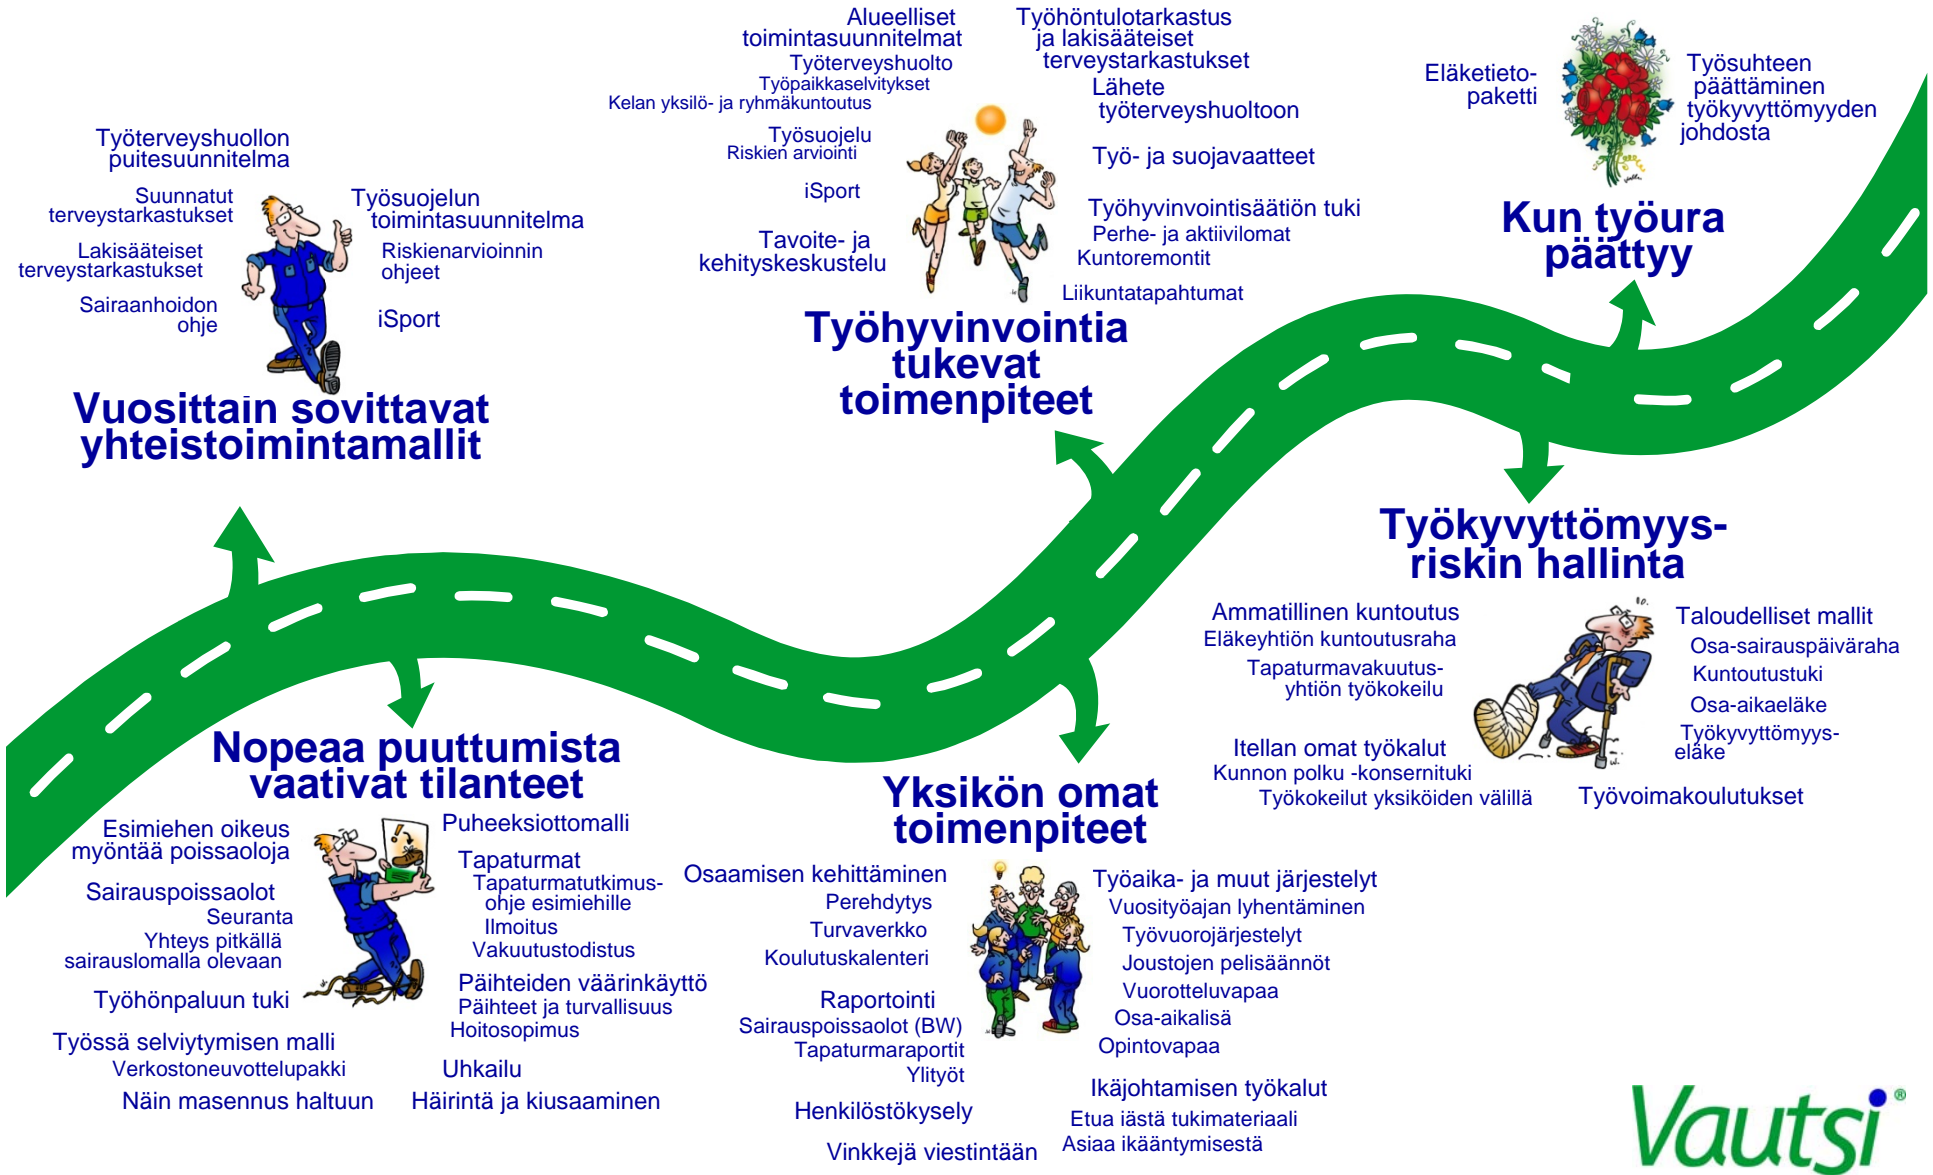 Työterveyshuollon
puitesuunnitelma
Suunnatut
terveystarkastukset
Lakisääteiset
terveystarkastukset
Sairaanhoidon
ohje
Työsuojelun
toimintasuunnitelma
Riskienarvioinnin
ohjeet
iSport
Vuosittain sovittavat
yhteistoimintamallit
Alueelliset
toimintasuunnitelmat
Työterveyshuolto
Työpaikkaselvitykset
Kelan yksilö- ja ryhmäkuntoutus
Työsuojelu
Riskien arviointi
iSport
Tavoite- ja
kehityskeskustelu
Työhöntulotarkastus
ja lakisääteiset
terveystarkastukset
Lähete
työterveyshuoltoon
Työ- ja suojavaatteet
Työhyvinvointisäätiön tuki
Perhe- ja aktiivilomat
Kuntoremontit
Liikuntatapahtumat
Työhyvinvointia
tukevat
toimenpiteet
Eläketieto-
paketti
Työsuhteen
päättäminen
työkyvyttömyyden
johdosta
Kun työura
päättyy
Nopeaa puuttumista
vaativat tilanteet
Esimiehen oikeus
myöntää poissaoloja
Sairauspoissaolot
Seuranta
Yhteys pitkällä
sairauslomalla olevaan
Työhönpaluun tuki
Työssä selviytymisen malli
Verkostoneuvottelupakki
Näin masennus haltuun
!
Puheeksiottomalli
Tapaturmat
Tapaturmatutkimus-
ohje esimiehille
Ilmoitus
Vakuutustodistus
Päihteiden väärinkäyttö
Päihteet ja turvallisuus
Hoitosopimus
Uhkailu
Häirintä ja kiusaaminen
Yksikön omat
toimenpiteet
Osaamisen kehittäminen
Perehdytys
Turvaverkko
Koulutuskalenteri
Raportointi
Sairauspoissaolot (BW)
Tapaturmaraportit
Ylityöt
Henkilöstökysely
Vinkkejä viestintään
Työaika- ja muut järjestelyt
Vuosityöajan lyhentäminen
Työvuorojärjestelyt
Joustojen pelisäännöt
Vuorotteluvapaa
Osa-aikalisä
Opintovapaa
Ikäjohtamisen työkalut
Etua iästä tukimateriaali
Asiaa ikääntymisestä
Työkyvyttömyys-
riskin hallinta
Ammatillinen kuntoutus
Eläkeyhtiön kuntoutusraha
Tapaturmavakuutus-
yhtiön työkokeilu
Itellan omat työkalut
Kunnon polku -konsernituki
Työkokeilut yksiköiden välillä
Taloudelliset mallit
Osa-sairauspäiväraha
Kuntoutustuki
Osa-aikaeläke
Työkyvyttömyys-
eläke
Työvoimakoulutukset
Vautsi®